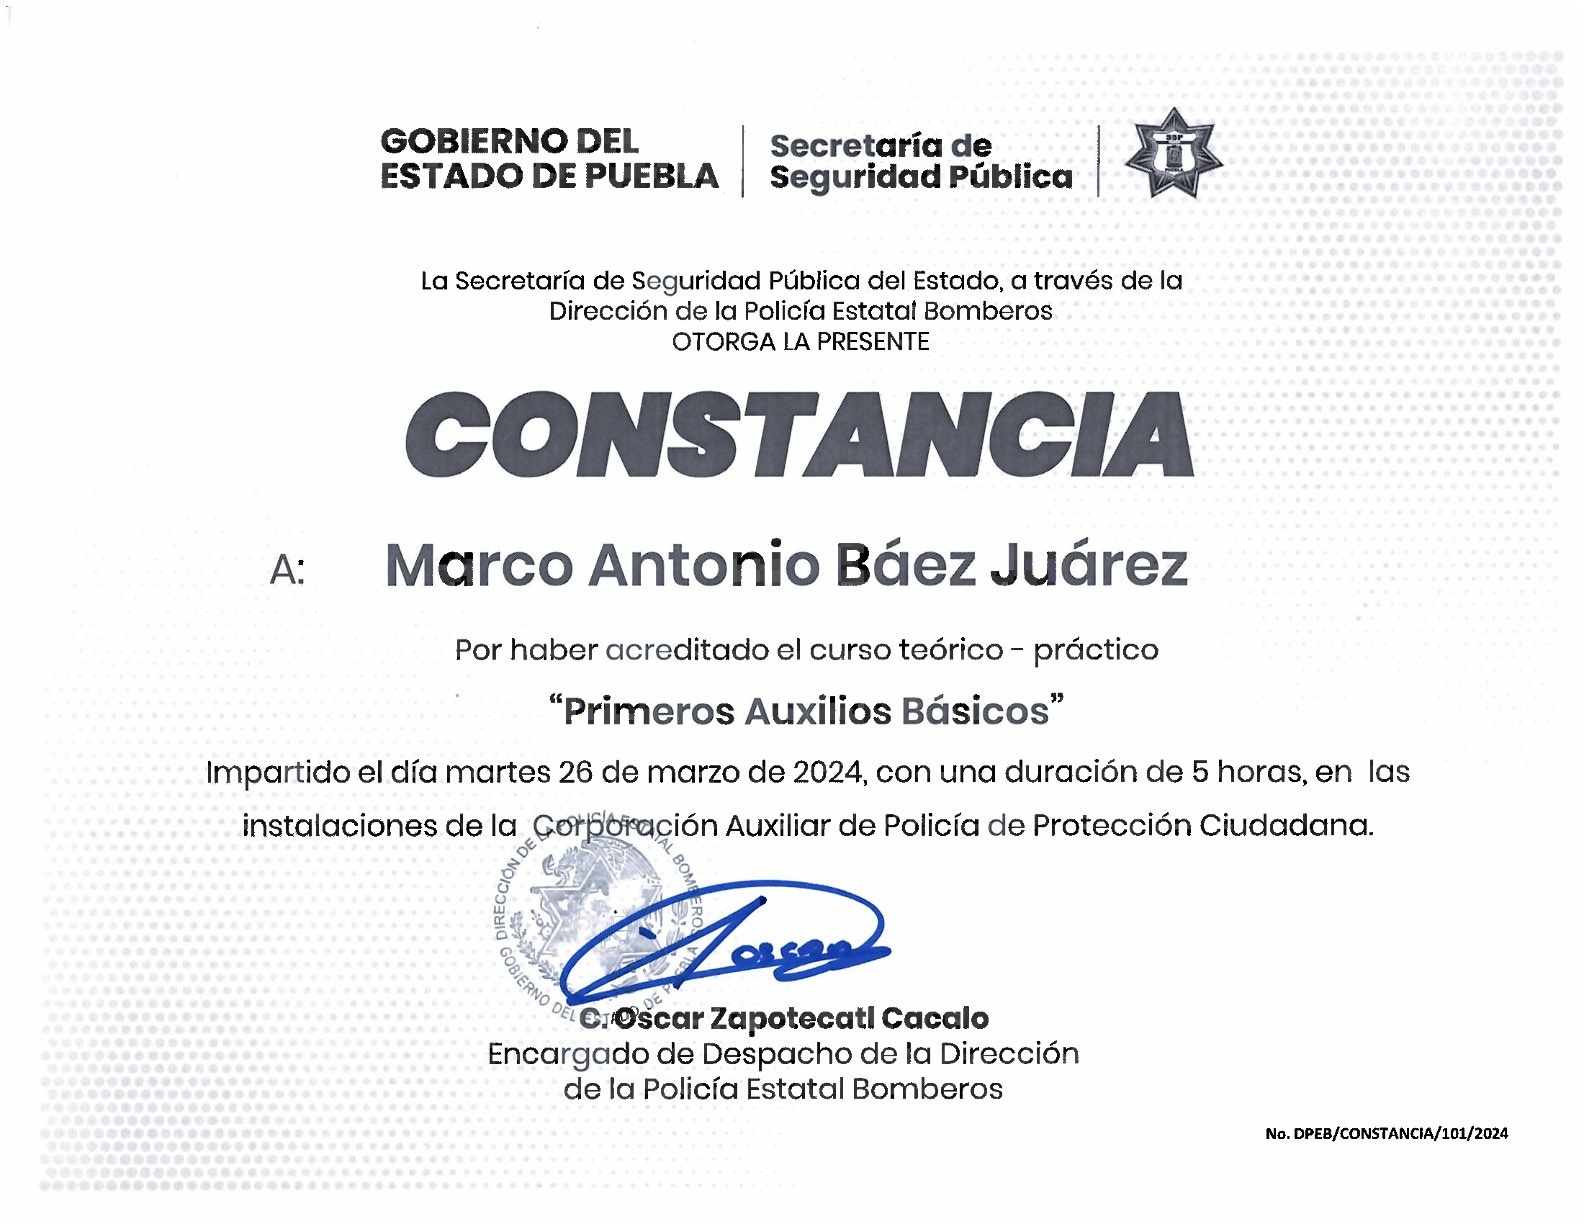 GOBIERNO DEL
ESTADO DE PUEBLA
Secretaría de
Seguridad Pública
SSP
PUEBLA
La Secretaría de Seguridad Pública del Estado, a través de la
Dirección de la Policía Estatal Bomberos
OTORGA LA PRESENTE
CONSTANCIA
A: Marco Antonio Báez Juárez
Por haber acreditado el curso teórico - práctico
“Primeros Auxilios Básicos”
Impartido el día martes 26 de marzo de 2024, con una duración de 5 horas, en las
instalaciones de la Corporación Auxiliar de Policía de Protección Ciudadana.
DIRECCIÓN DE LA POLICÍA ESTATAL BOMBEROS
GOBIERNO DEL ESTADO DE PUEBLA
Oscar
C. Oscar Zapotecatl Cacalo
Encargado de Despacho de la Dirección
de la Policía Estatal Bomberos
No. DPEB/CONSTANCIA/101/2024